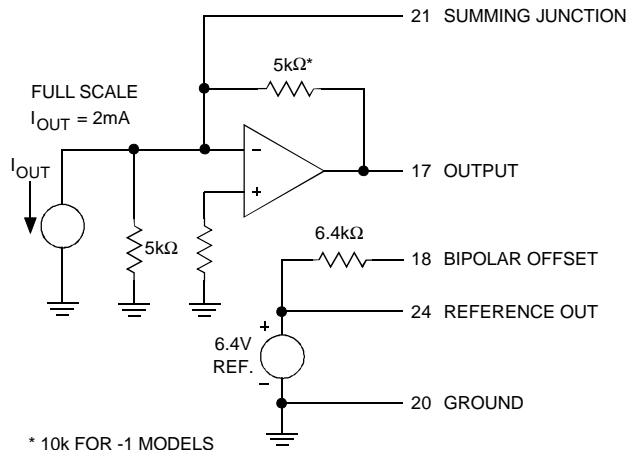 21 SUMMING JUNCTION
5kΩ*
FULL SCALE
I_OUT = 2mA
I_OUT
−
+
17 OUTPUT
5kΩ
6.4kΩ
18 BIPOLAR OFFSET
24 REFERENCE OUT
+
6.4V
REF.
−
20 GROUND
* 10k FOR -1 MODELS